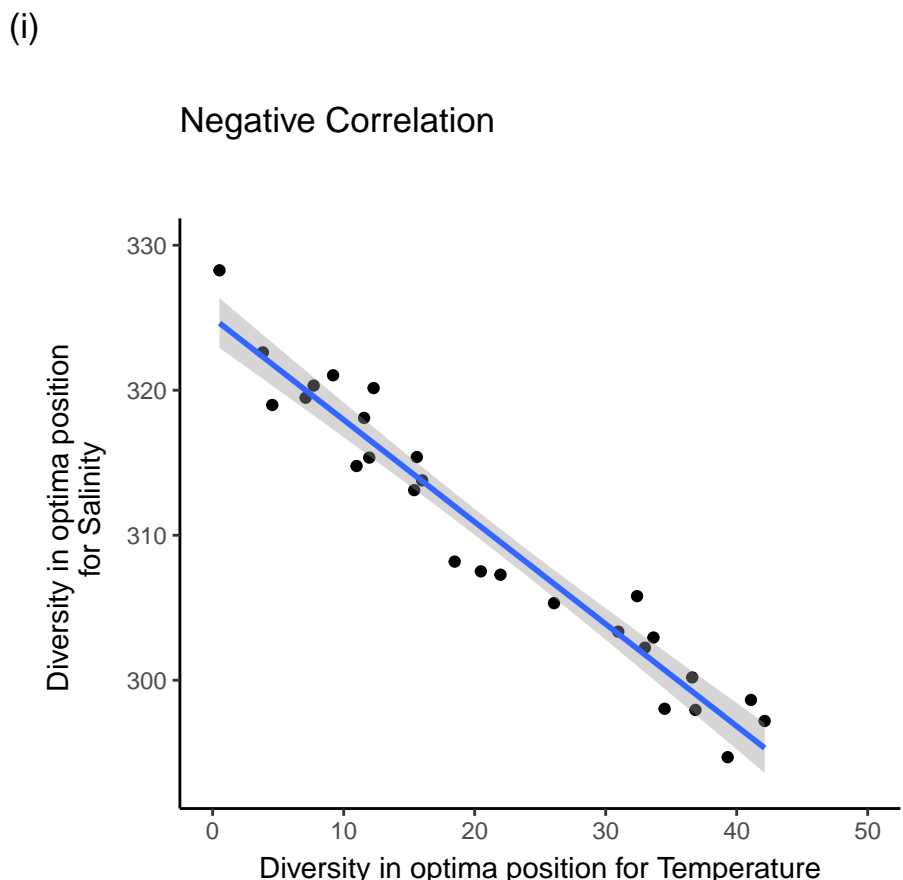 (i)
Negative Correlation
330
320
310
300
Diversity in optima position
for Salinity
0 10 20 30 40 50
Diversity in optima position for Temperature